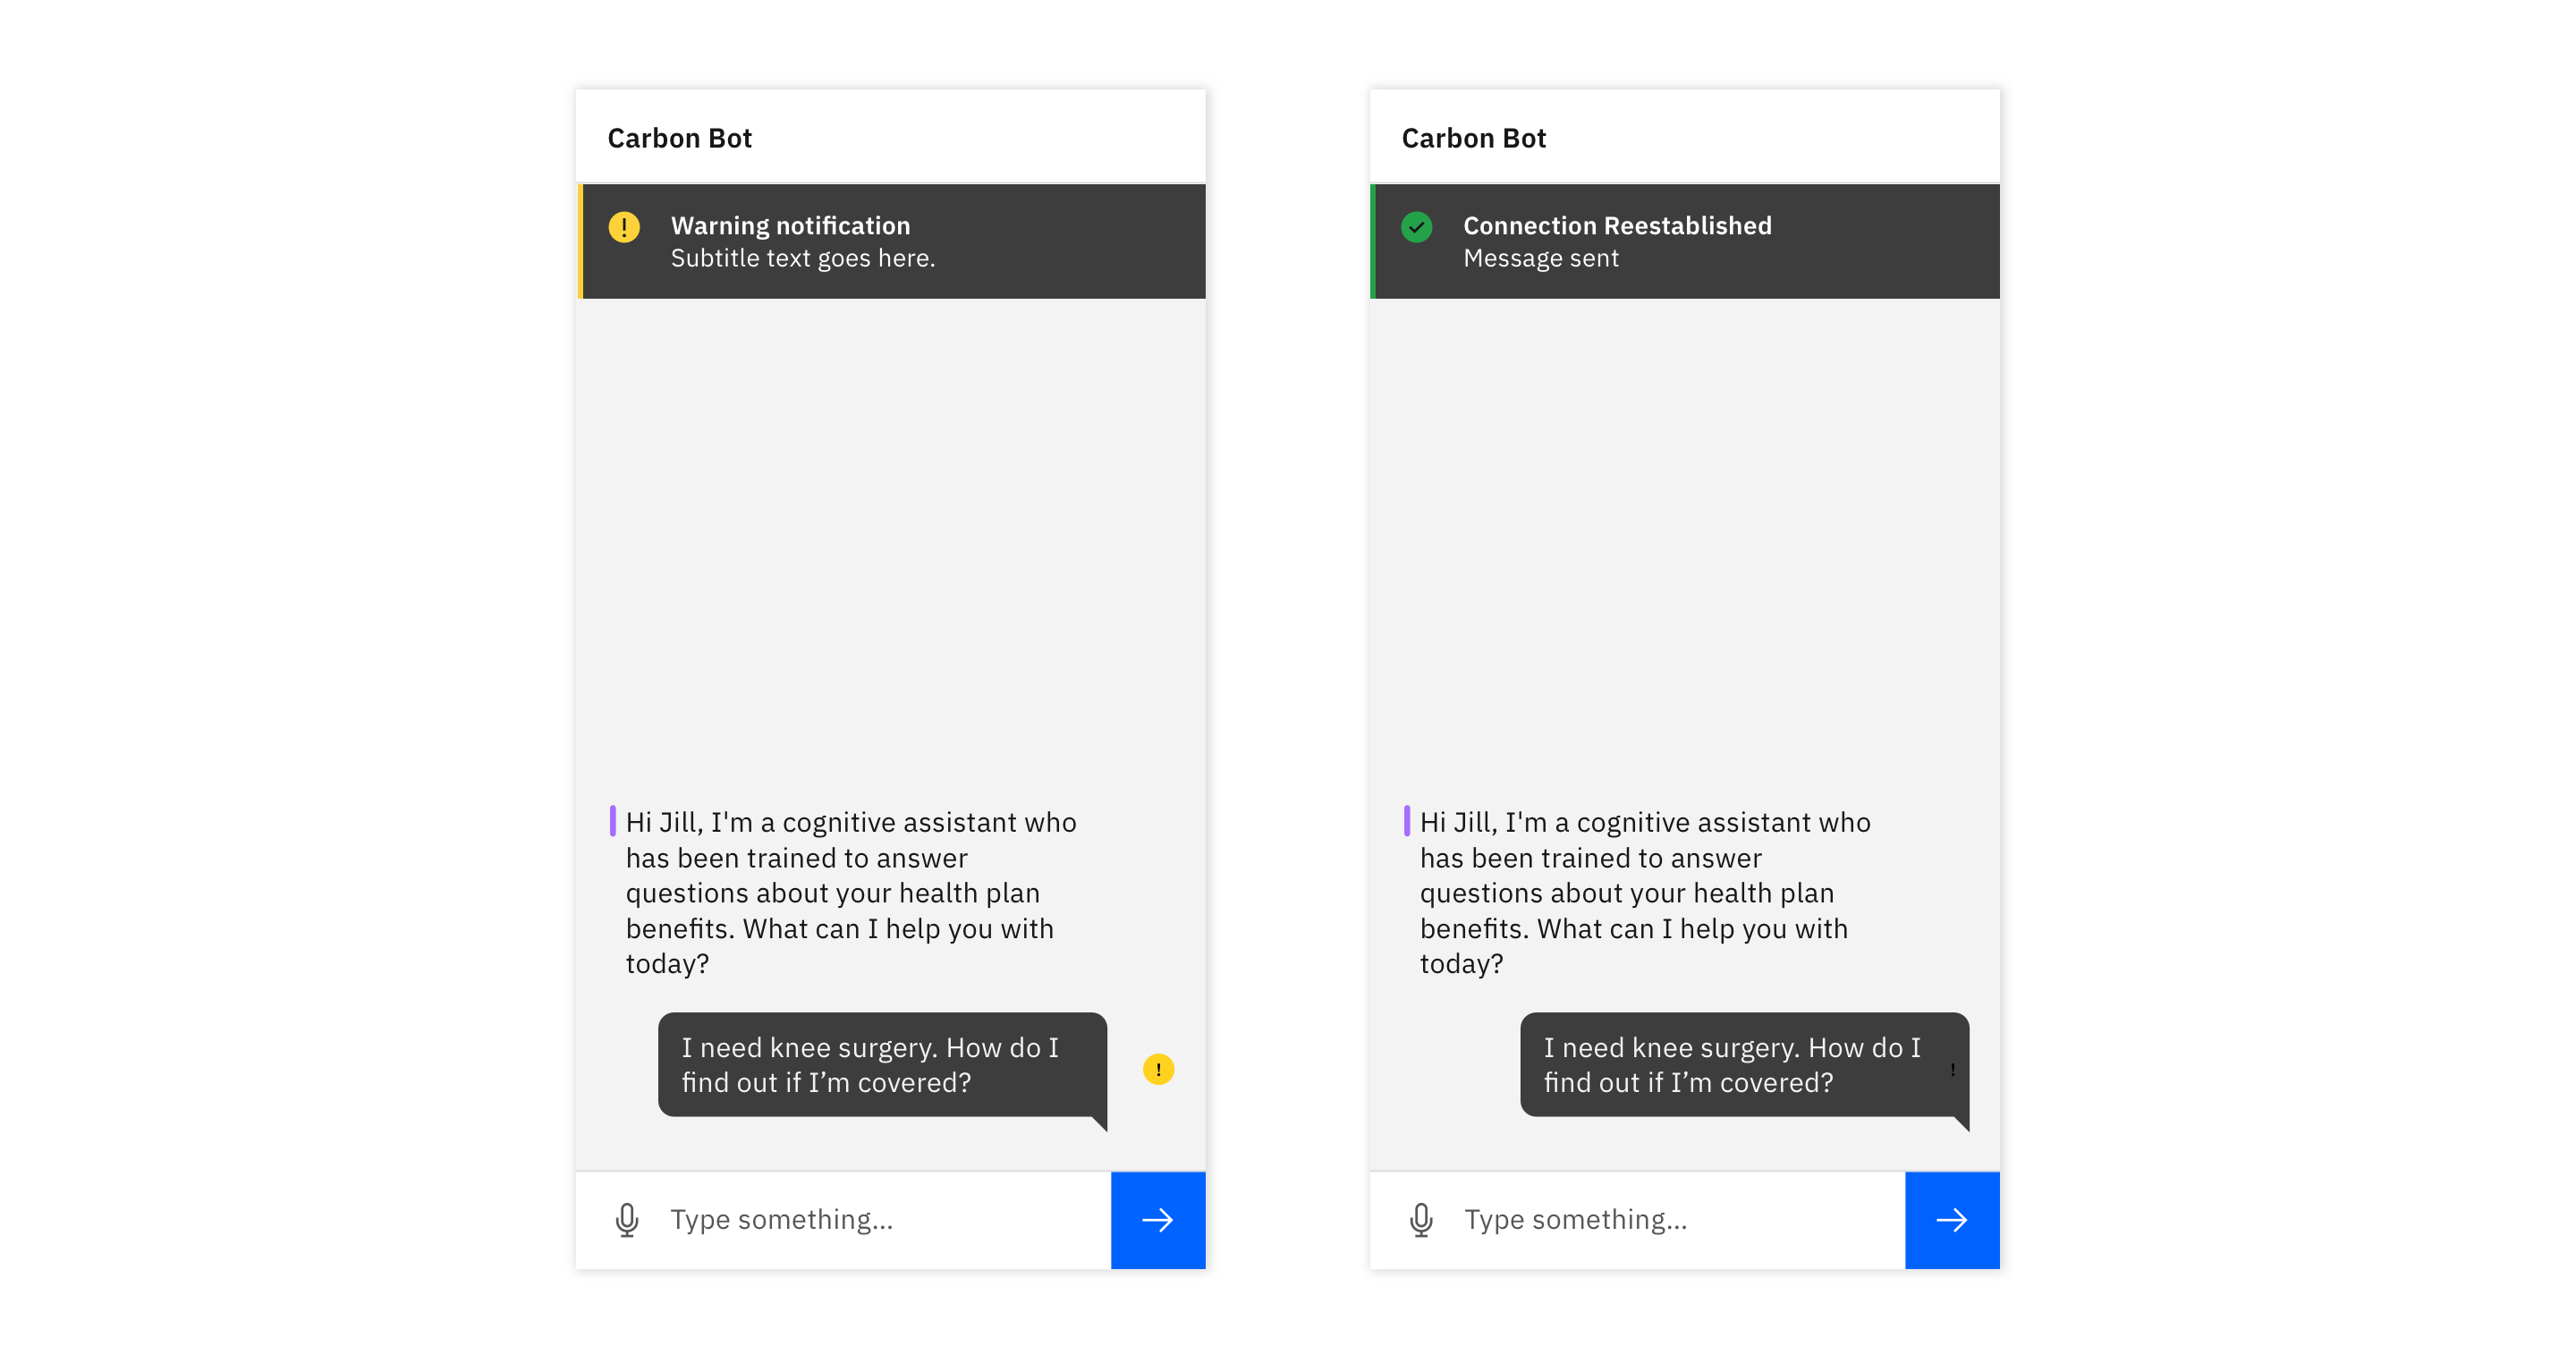 Carbon Bot
Warning notification
Subtitle text goes here.
Hi Jill, I'm a cognitive assistant who
has been trained to answer
questions about your health plan
benefits. What can I help you with
today?
I need knee surgery. How do I
find out if I’m covered?
!
Type something...
Carbon Bot
Connection Reestablished
Message sent
Hi Jill, I'm a cognitive assistant who
has been trained to answer
questions about your health plan
benefits. What can I help you with
today?
I need knee surgery. How do I
find out if I’m covered?
!
Type something...